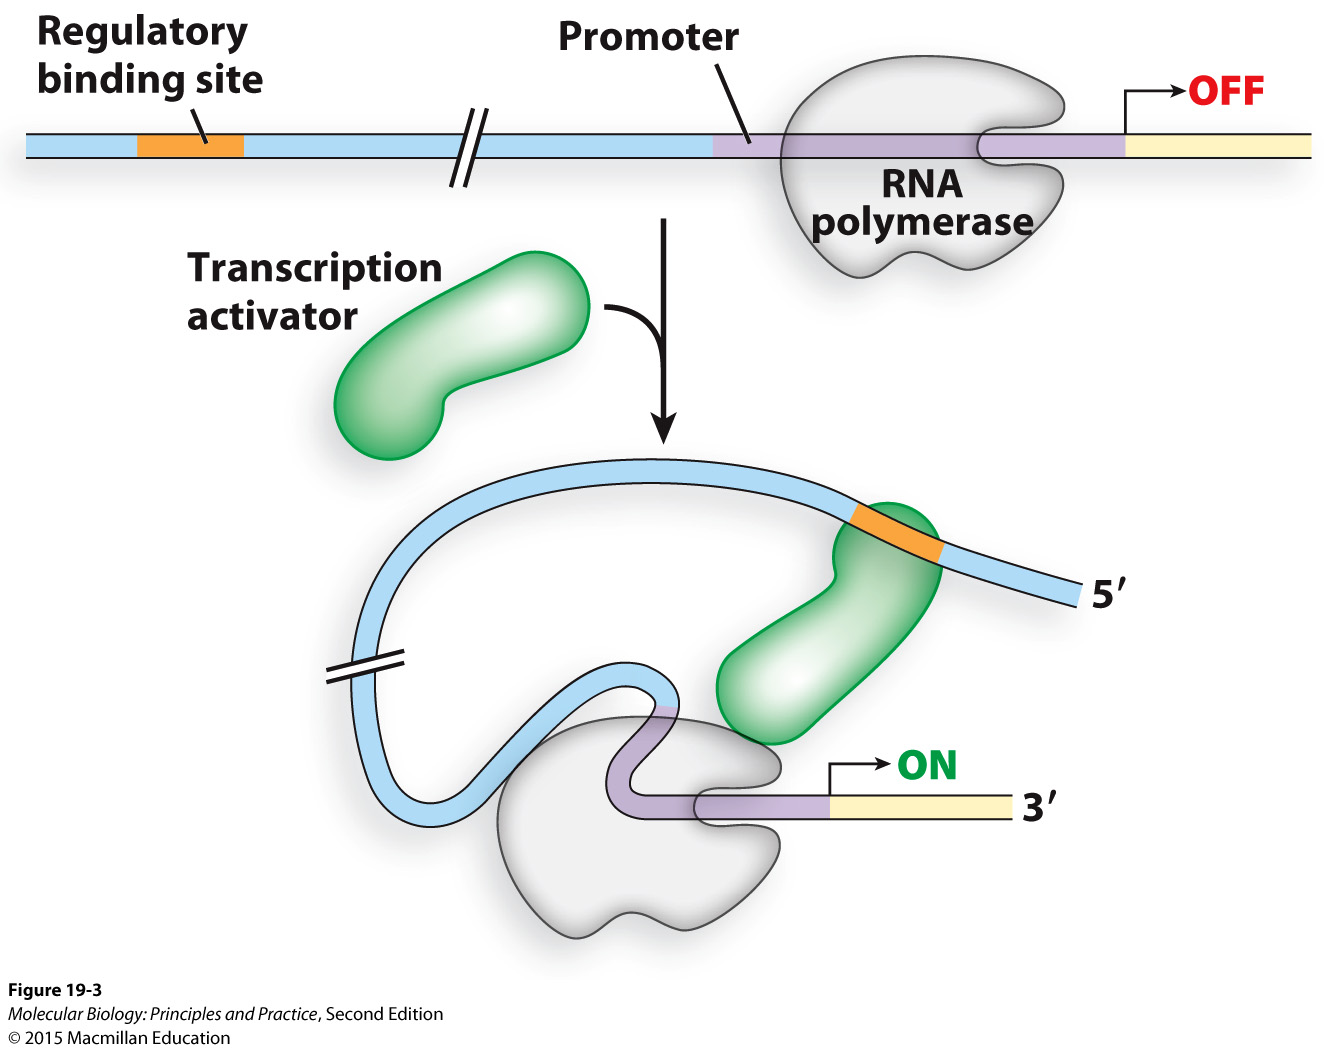 Regulatory
binding site
Promoter
OFF
RNA
polymerase
Transcription
activator
5′
ON
3′
Figure 19-3
Molecular Biology: Principles and Practice, Second Edition
© 2015 Macmillan Education